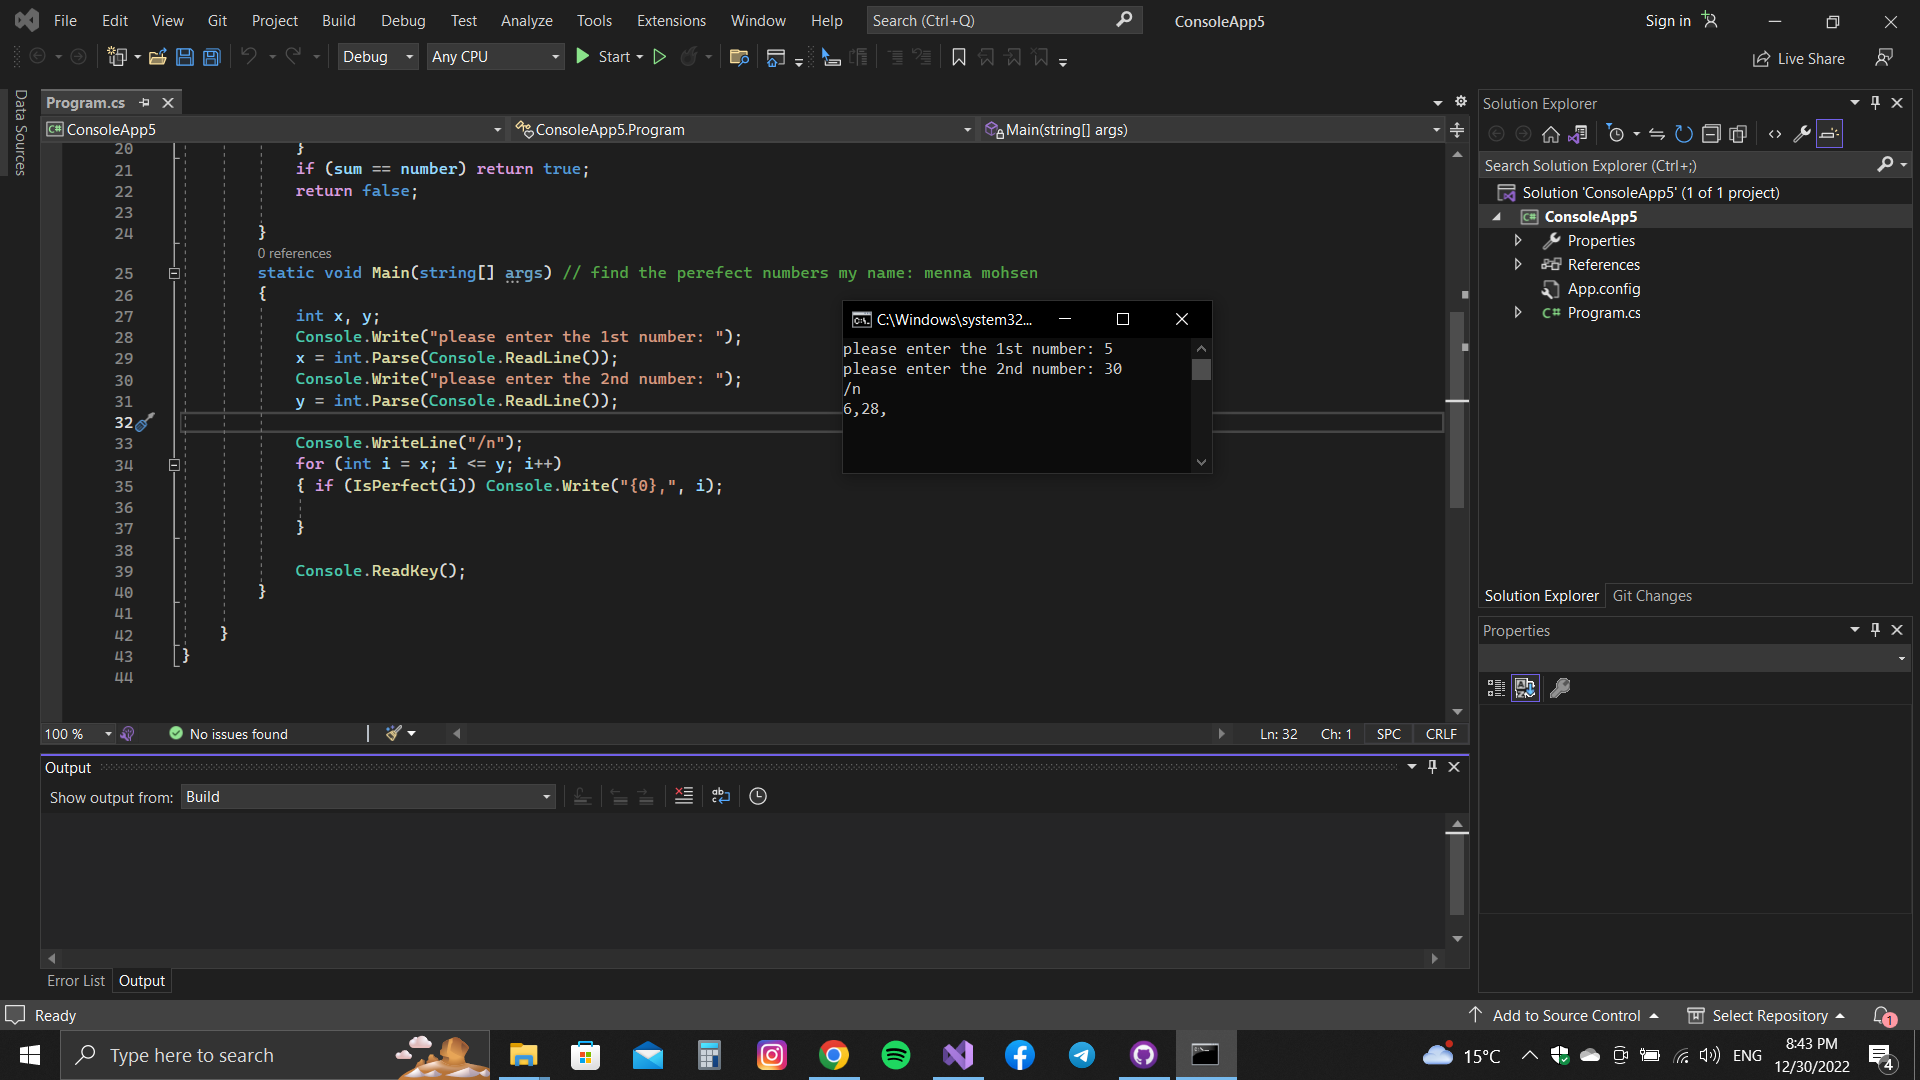 File Edit View Git Project Build Debug Test Analyze Tools Extensions Window Help Search (Ctrl+Q) ConsoleApp5 Sign in
Debug Any CPU Start Live Share
Data Sources
Program.cs
ConsoleApp5 ConsoleApp5.Program Main(string[] args)
20 }
21 if (sum == number) return true;
22 return false;
23
24 }
0 references
25 static void Main(string[] args) // find the perefect numbers my name: menna mohsen
26 {
27 int x, y;
28 Console.Write("please enter the 1st number: ");
29 x = int.Parse(Console.ReadLine());
30 Console.Write("please enter the 2nd number: ");
31 y = int.Parse(Console.ReadLine());
32
33 Console.WriteLine("/n");
34 for (int i = x; i <= y; i++)
35 { if (IsPerfect(i)) Console.Write("{0},", i);
36
37 }
38
39 Console.ReadKey();
40 }
41
42 }
43 }
44
C:\Windows\system32...
please enter the 1st number: 5
please enter the 2nd number: 30
/n
6,28,
100 % No issues found Ln: 32 Ch: 1 SPC CRLF
Output
Show output from: Build
Error List Output
Solution Explorer
Search Solution Explorer (Ctrl+;)
Solution 'ConsoleApp5' (1 of 1 project)
C# ConsoleApp5
Properties
References
App.config
C# Program.cs
Solution Explorer Git Changes
Properties
Ready Add to Source Control Select Repository 1
Type here to search 15°C ENG 8:43 PM
12/30/2022 4